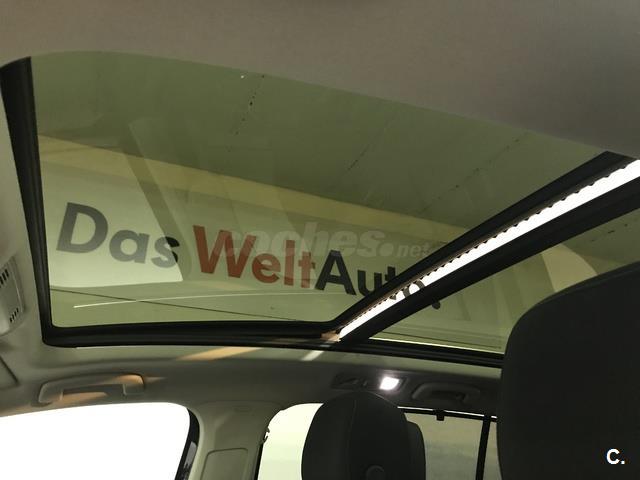 Das WeltAuto.
coches.net
C.